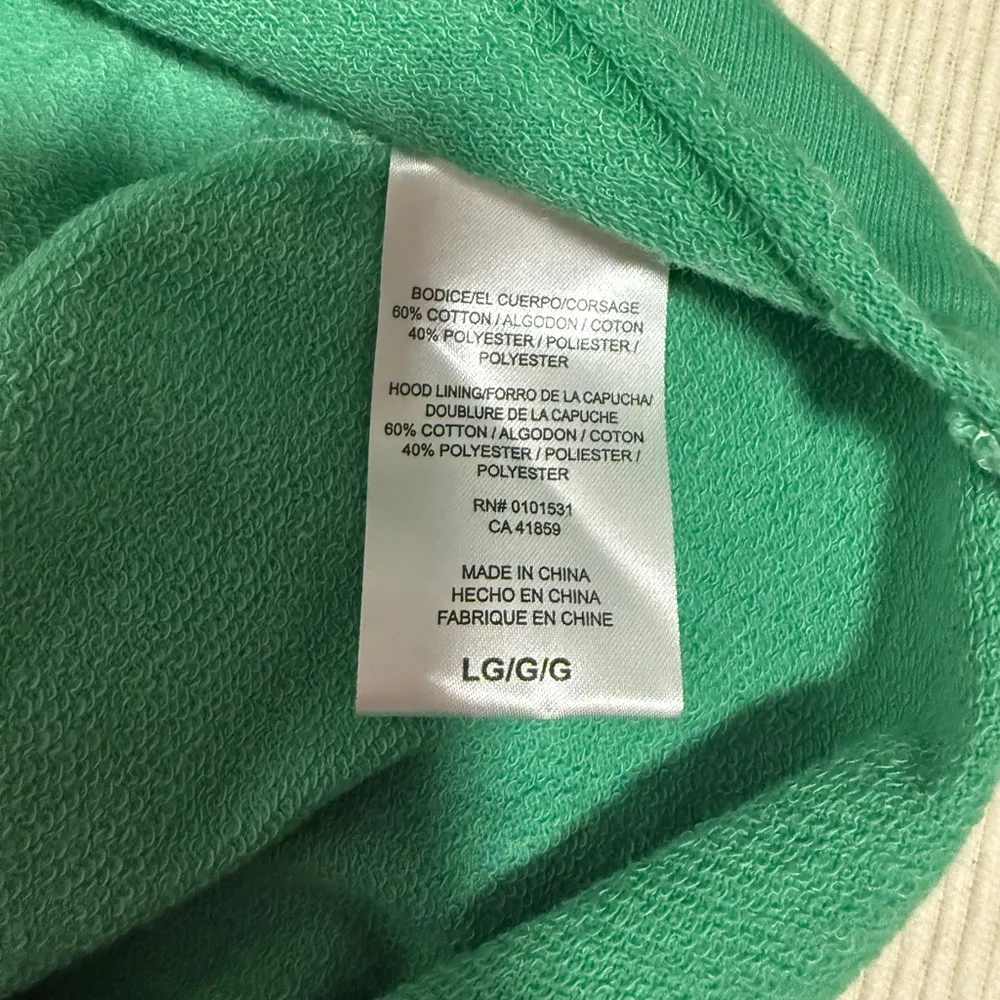 BODICE/EL CUERPO/CORSAGE
60% COTTON / ALGODON / COTON
40% POLYESTER / POLIESTER /
POLYESTER
HOOD LINING/FORRO DE LA CAPUCHA/
DOUBLURE DE LA CAPUCHE
60% COTTON / ALGODON / COTON
40% POLYESTER / POLIESTER /
POLYESTER
RN# 0101531
CA 41859
MADE IN CHINA
HECHO EN CHINA
FABRIQUE EN CHINE
LG/G/G